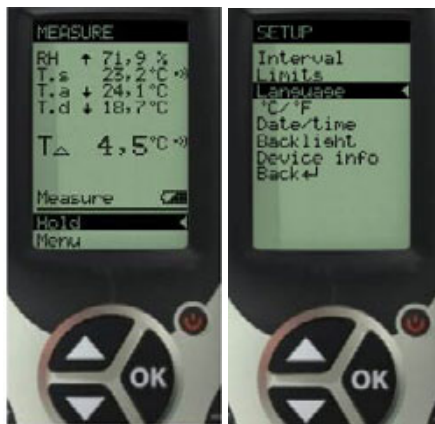 MEASURE
RH ↑ 71,9 %
T.s 23,2°C
T.a ↓ 24,1°C
T.d ↓ 18,7°C
T△ 4,5°C
Measure
Hold
Menu
OK
SETUP
Interval
Limits
Language
°C/°F
Date/time
Backlight
Device info
Back↵
OK